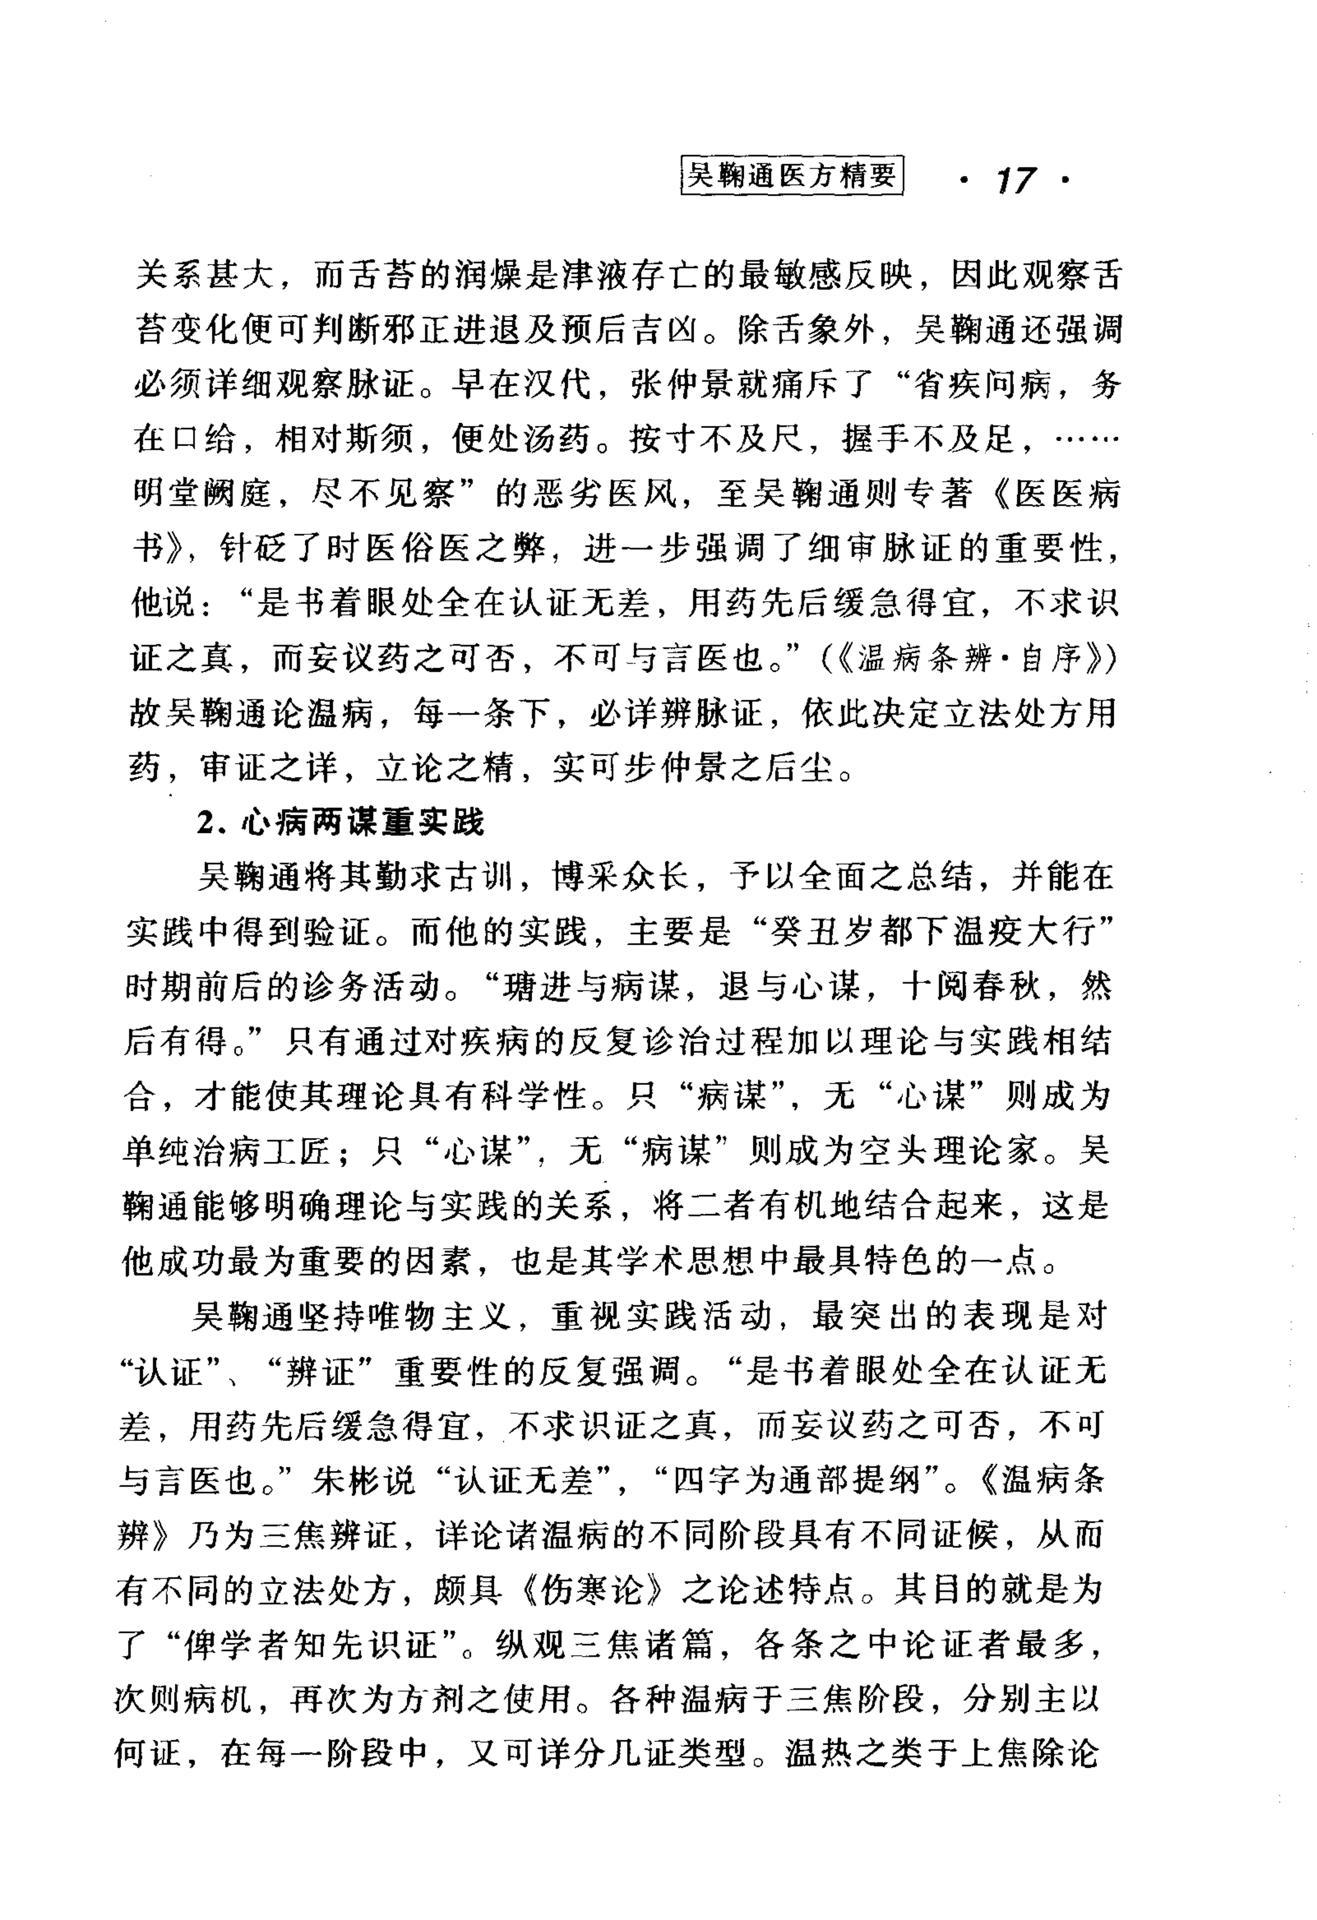 吴鞠通医方精要 · 17 ·
关系甚大，而舌苔的润燥是津液存亡的最敏感反映，因此观察舌
苔变化便可判断邪正进退及预后吉凶。除舌象外，吴鞠通还强调
必须详细观察脉证。早在汉代，张仲景就痛斥了“省疾问病，务
在口给，相对斯须，便处汤药。按寸不及尺，握手不及足，……
明堂阙庭，尽不见察”的恶劣医风，至吴鞠通则专著《医医病
书》，针砭了时医俗医之弊，进一步强调了细审脉证的重要性，
他说：“是书着眼处全在认证无差，用药先后缓急得宜，不求识
证之真，而妄议药之可否，不可与言医也。”（《温病条辨·自序》）
故吴鞠通论温病，每一条下，必详辨脉证，依此决定立法处方用
药，审证之详，立论之精，实可步仲景之后尘。
2. 心病两谋重实践
吴鞠通将其勤求古训，博采众长，予以全面之总结，并能在
实践中得到验证。而他的实践，主要是“癸丑岁都下温疫大行”
时期前后的诊务活动。“瑭进与病谋，退与心谋，十阅春秋，然
后有得。”只有通过对疾病的反复诊治过程加以理论与实践相结
合，才能使其理论具有科学性。只“病谋”，无“心谋”则成为
单纯治病工匠；只“心谋”，无“病谋”则成为空头理论家。吴
鞠通能够明确理论与实践的关系，将二者有机地结合起来，这是
他成功最为重要的因素，也是其学术思想中最具特色的一点。
吴鞠通坚持唯物主义，重视实践活动，最突出的表现是对
“认证”、“辨证”重要性的反复强调。“是书着眼处全在认证无
差，用药先后缓急得宜，不求识证之真，而妄议药之可否，不可
与言医也。”朱彬说“认证无差”，“四字为通部提纲”。《温病条
辨》乃为三焦辨证，详论诸温病的不同阶段具有不同证候，从而
有不同的立法处方，颇具《伤寒论》之论述特点。其目的就是为
了“俾学者知先识证”。纵观三焦诸篇，各条之中论证者最多，
次则病机，再次为方剂之使用。各种温病于三焦阶段，分别主以
何证，在每一阶段中，又可详分几证类型。温热之类于上焦除论